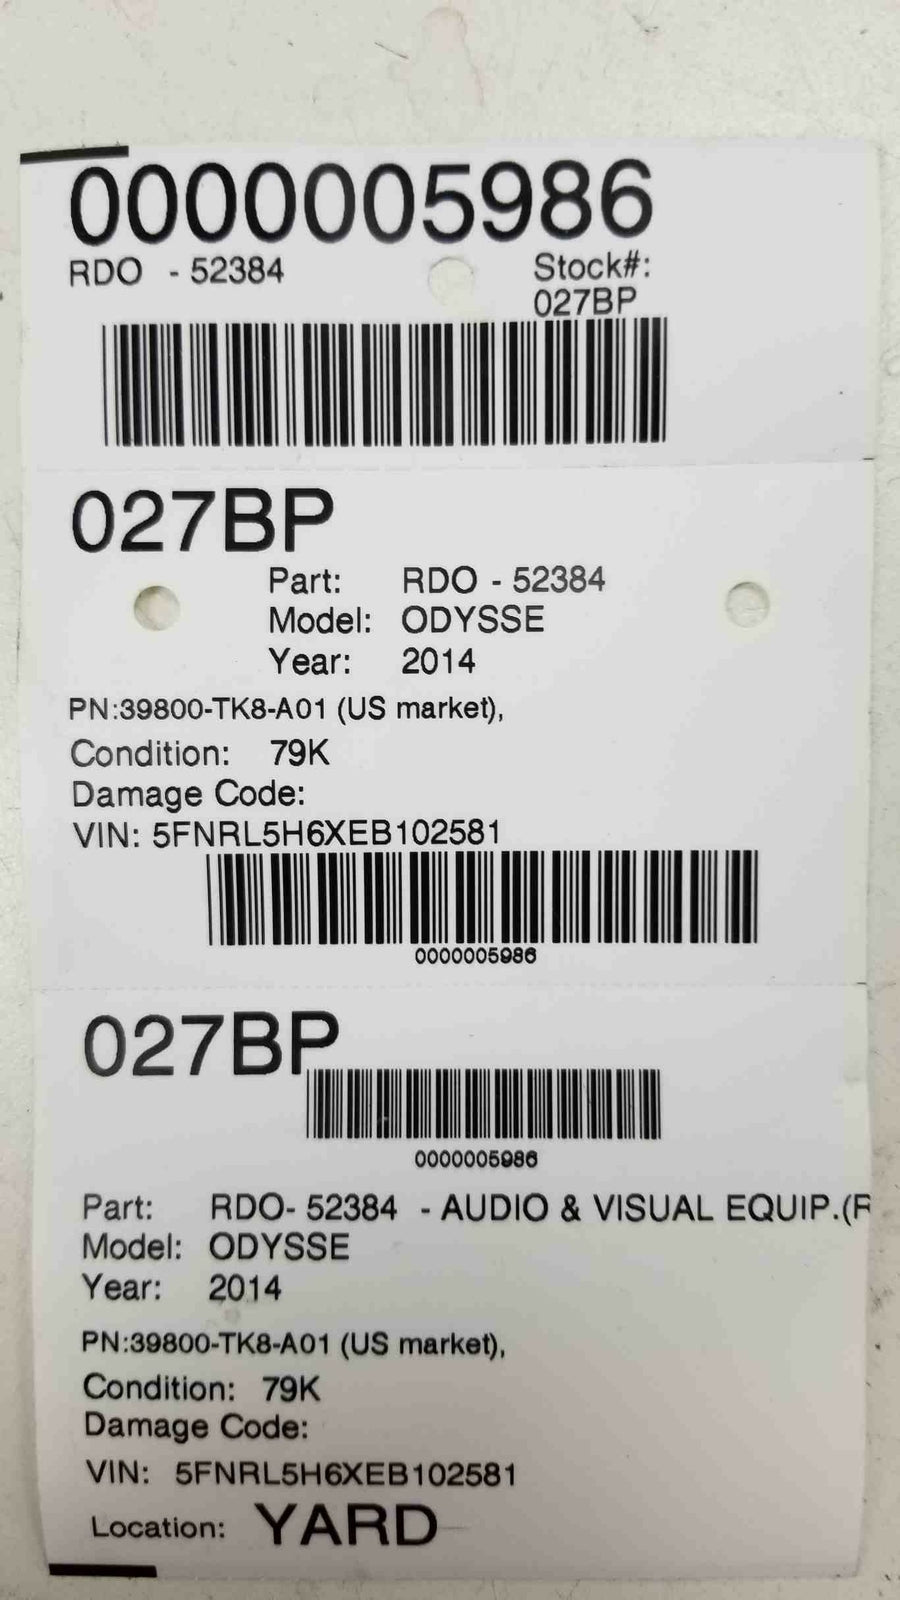 0000005986
RDO - 52384
Stock#:
027BP
027BP
Part: RDO - 52384
Model: ODYSSE
Year: 2014
PN:39800-TK8-A01 (US market),
Condition: 79K
Damage Code:
VIN: 5FNRL5H6XEB102581
0000005986
027BP
0000005986
Part: RDO- 52384 - AUDIO & VISUAL EQUIP.(R
Model: ODYSSE
Year: 2014
PN:39800-TK8-A01 (US market),
Condition: 79K
Damage Code:
VIN: 5FNRL5H6XEB102581
Location: YARD